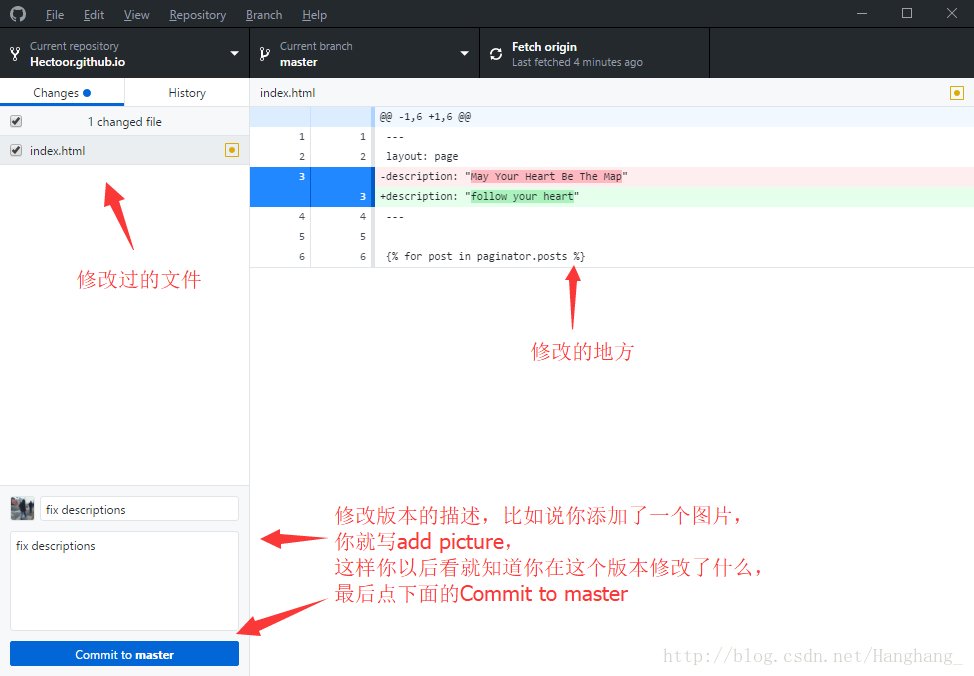 File Edit View Repository Branch Help
Current repository
Hectoor.github.io
Current branch
master
Fetch origin
Last fetched 4 minutes ago
Changes History
1 changed file
index.html
修改过的文件
index.html
@@ -1,6 +1,6 @@
1 1 ---
2 2 layout: page
3 -description: "May Your Heart Be The Map"
3 +description: "follow your heart"
4 4 ---
5 5
6 6 {% for post in paginator.posts %}
修改的地方
fix descriptions
fix descriptions
Commit to master
修改版本的描述，比如说你添加了一个图片，
你就写add picture，
这样你以后看就知道你在这个版本修改了什么，
最后点下面的Commit to master
http://blog.csdn.net/Hanghang_